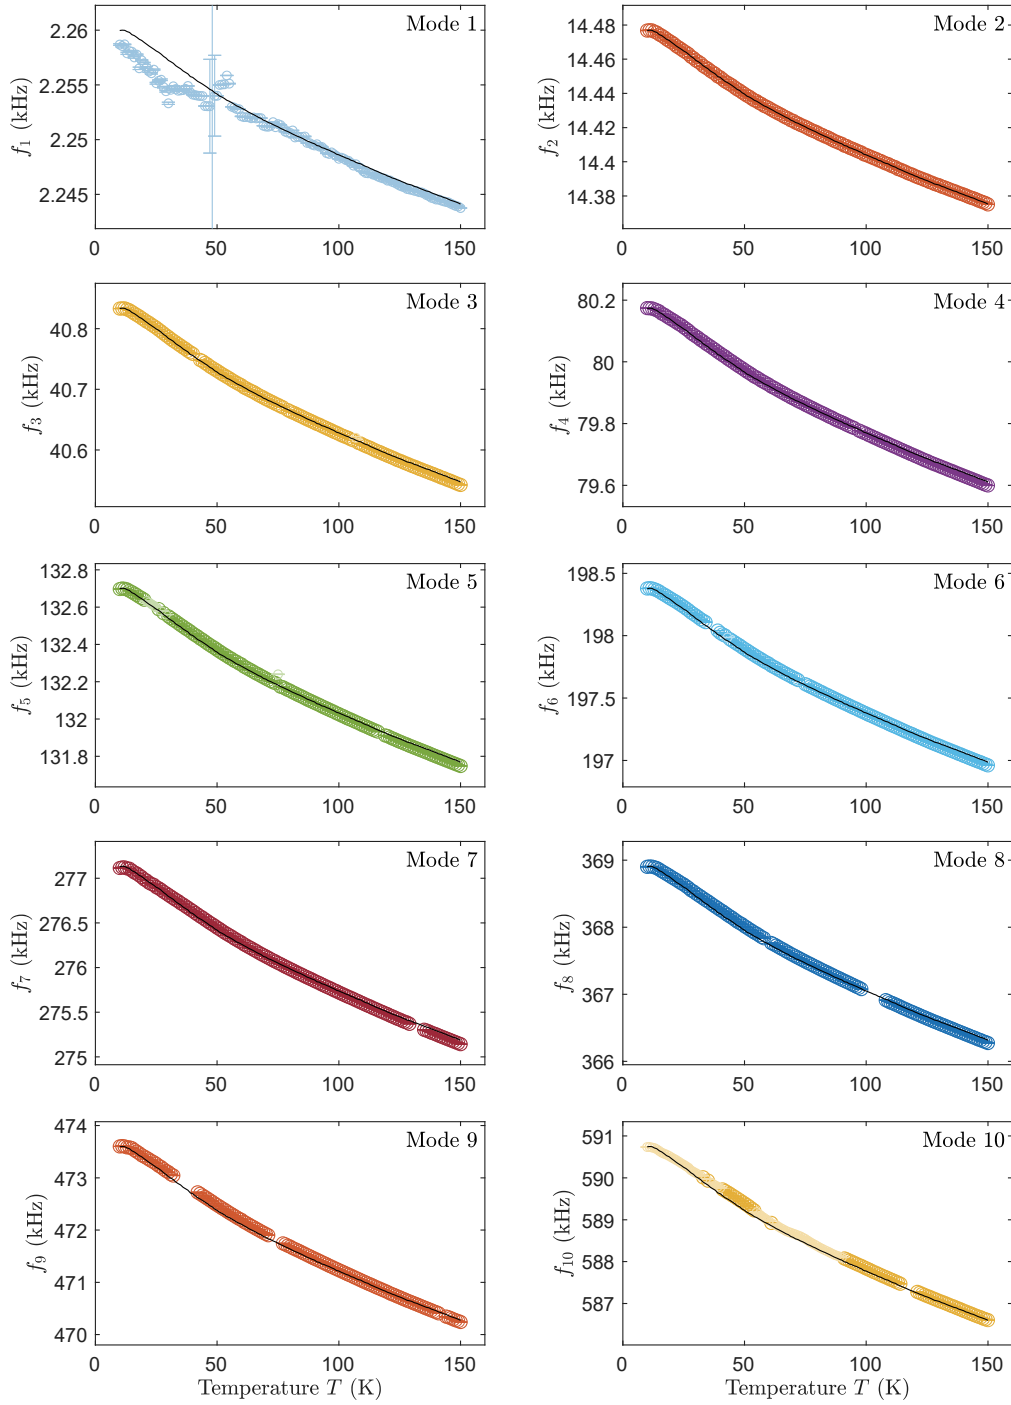 Mode 1
2.26
2.255
2.25
2.245
f1 (kHz)
0 50 100 150
Mode 2
14.48
14.46
14.44
14.42
14.4
14.38
f2 (kHz)
0 50 100 150
Mode 3
40.8
40.7
40.6
f3 (kHz)
0 50 100 150
Mode 4
80.2
80
79.8
79.6
f4 (kHz)
0 50 100 150
Mode 5
132.8
132.6
132.4
132.2
132
131.8
f5 (kHz)
0 50 100 150
Mode 6
198.5
198
197.5
197
f6 (kHz)
0 50 100 150
Mode 7
277
276.5
276
275.5
275
f7 (kHz)
0 50 100 150
Mode 8
369
368
367
366
f8 (kHz)
0 50 100 150
Mode 9
474
473
472
471
470
f9 (kHz)
0 50 100 150
Temperature T (K)
Mode 10
591
590
589
588
587
f10 (kHz)
0 50 100 150
Temperature T (K)